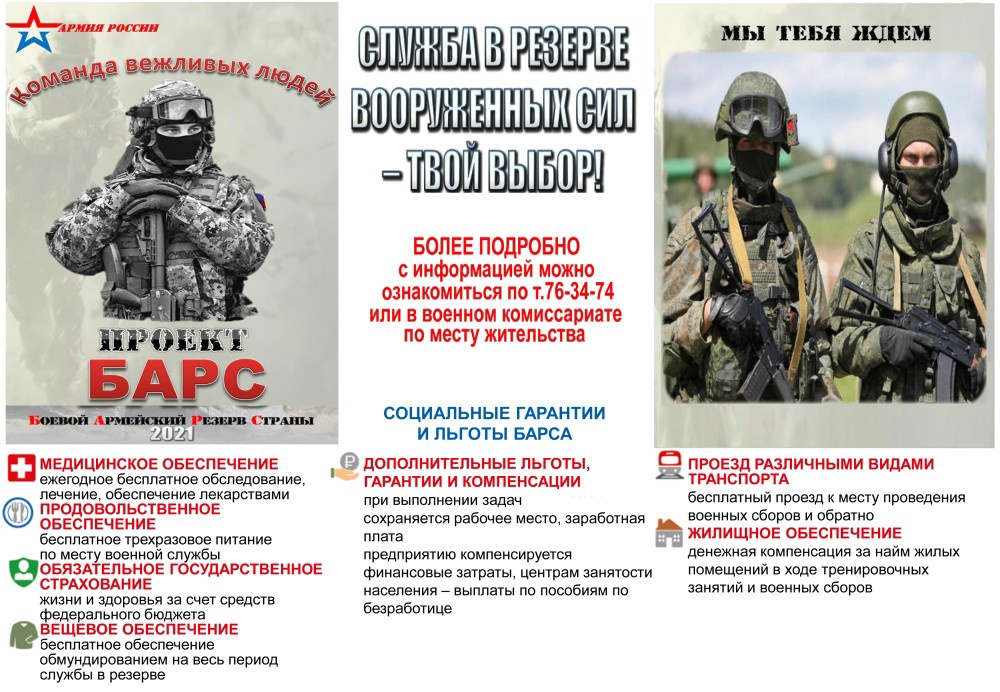 АРМИЯ РОССИИ
Команда вежливых людей
ПРОЕКТ
БАРС
Боевой Армейский Резерв Страны
2021
СЛУЖБА В РЕЗЕРВЕ
ВООРУЖЕННЫХ СИЛ
– ТВОЙ ВЫБОР!
БОЛЕЕ ПОДРОБНО
с информацией можно
ознакомиться по т.76-34-74
или в военном комиссариате
по месту жительства
СОЦИАЛЬНЫЕ ГАРАНТИИ
И ЛЬГОТЫ БАРСА
МЫ ТЕБЯ ЖДЕМ
МЕДИЦИНСКОЕ ОБЕСПЕЧЕНИЕ
ежегодное бесплатное обследование,
лечение, обеспечение лекарствами
ПРОДОВОЛЬСТВЕННОЕ
ОБЕСПЕЧЕНИЕ
бесплатное трехразовое питание
по месту военной службы
ОБЯЗАТЕЛЬНОЕ ГОСУДАРСТВЕННОЕ
СТРАХОВАНИЕ
жизни и здоровья за счет средств
федерального бюджета
ВЕЩЕВОЕ ОБЕСПЕЧЕНИЕ
бесплатное обеспечение
обмундированием на весь период
службы в резерве
ДОПОЛНИТЕЛЬНЫЕ ЛЬГОТЫ,
ГАРАНТИИ И КОМПЕНСАЦИИ
при выполнении задач
сохраняется рабочее место, заработная
плата
предприятию компенсируется
финансовые затраты, центрам занятости
населения – выплаты по пособиям по
безработице
ПРОЕЗД РАЗЛИЧНЫМИ ВИДАМИ
ТРАНСПОРТА
бесплатный проезд к месту проведения
военных сборов и обратно
ЖИЛИЩНОЕ ОБЕСПЕЧЕНИЕ
денежная компенсация за найм жилых
помещений в ходе тренировочных
занятий и военных сборов